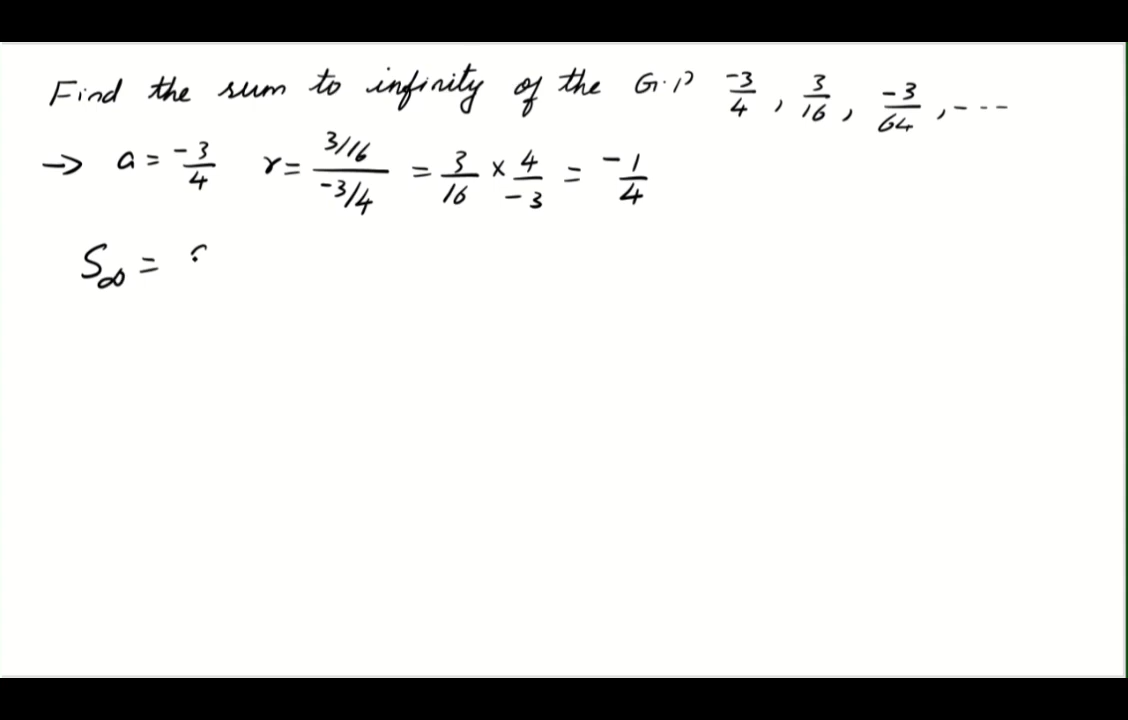 Find the sum to infinity of the G.P -3/4, 3/16, -3/64, ----
→ a = -3/4 r = 3/16 / -3/4 = 3/16 × 4/-3 = -1/4
S∞ =